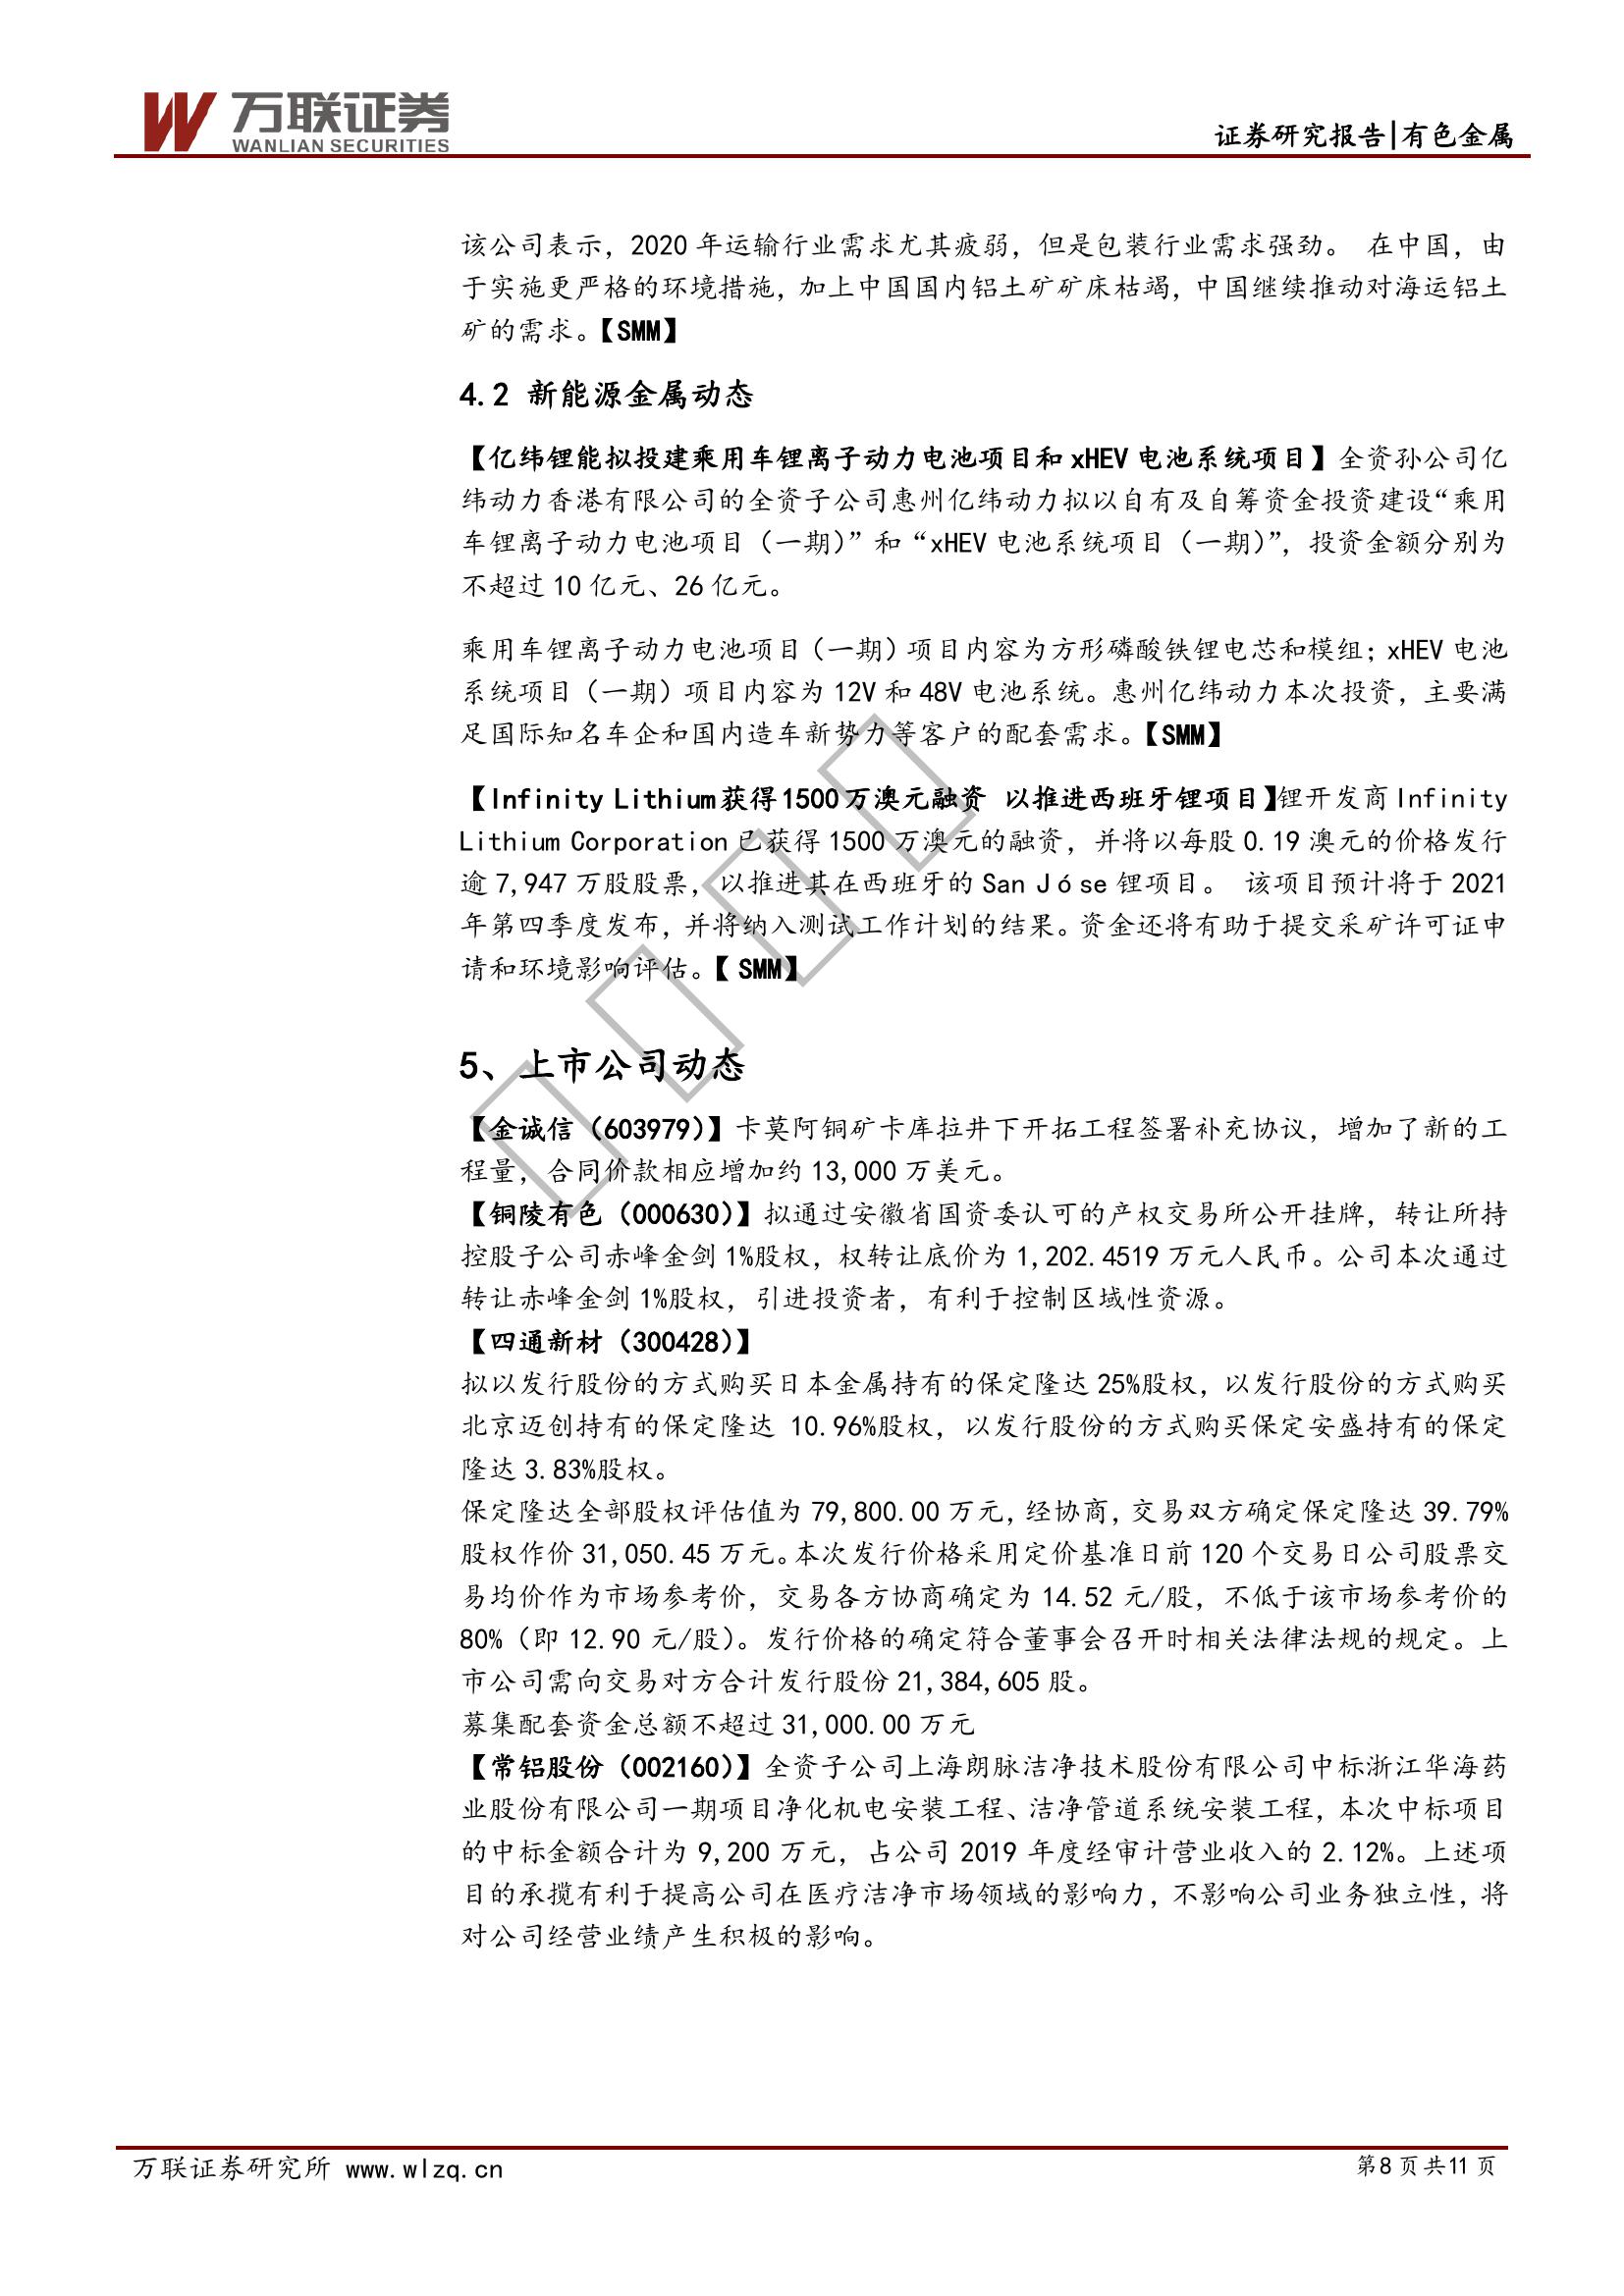 万联证券
WANLIAN SECURITIES
证券研究报告|有色金属
该公司表示，2020 年运输行业需求尤其疲弱，但是包装行业需求强劲。 在中国，由
于实施更严格的环境措施，加上中国国内铝土矿矿床枯竭，中国继续推动对海运铝土
矿的需求。【SMM】
4.2 新能源金属动态
【亿纬锂能拟投建乘用车锂离子动力电池项目和 xHEV 电池系统项目】全资孙公司亿
纬动力香港有限公司的全资子公司惠州亿纬动力拟以自有及自筹资金投资建设“乘用
车锂离子动力电池项目（一期）”和“xHEV 电池系统项目（一期）”，投资金额分别为
不超过 10 亿元、26 亿元。
乘用车锂离子动力电池项目（一期）项目内容为方形磷酸铁锂电芯和模组；xHEV 电池
系统项目（一期）项目内容为 12V 和 48V 电池系统。惠州亿纬动力本次投资，主要满
足国际知名车企和国内造车新势力等客户的配套需求。【SMM】
【Infinity Lithium 获得 1500 万澳元融资 以推进西班牙锂项目】锂开发商 Infinity
Lithium Corporation 已获得 1500 万澳元的融资，并将以每股 0.19 澳元的价格发行
逾 7,947 万股股票，以推进其在西班牙的 San Jóse 锂项目。 该项目预计将于 2021
年第四季度发布，并将纳入测试工作计划的结果。资金还将有助于提交采矿许可证申
请和环境影响评估。【 SMM】
5、上市公司动态
【金诚信（603979）】卡莫阿铜矿卡库拉井下开拓工程签署补充协议，增加了新的工
程量，合同价款相应增加约 13,000 万美元。
【铜陵有色（000630）】拟通过安徽省国资委认可的产权交易所公开挂牌，转让所持
控股子公司赤峰金剑 1%股权，权转让底价为 1,202.4519 万元人民币。公司本次通过
转让赤峰金剑 1%股权，引进投资者，有利于控制区域性资源。
【四通新材（300428）】
拟以发行股份的方式购买日本金属持有的保定隆达 25%股权，以发行股份的方式购买
北京迈创持有的保定隆达 10.96%股权，以发行股份的方式购买保定安盛持有的保定
隆达 3.83%股权。
保定隆达全部股权评估值为 79,800.00 万元，经协商，交易双方确定保定隆达 39.79%
股权作价 31,050.45 万元。本次发行价格采用定价基准日前 120 个交易日公司股票交
易均价作为市场参考价，交易各方协商确定为 14.52 元/股，不低于该市场参考价的
80%（即 12.90 元/股）。发行价格的确定符合董事会召开时相关法律法规的规定。上
市公司需向交易对方合计发行股份 21,384,605 股。
募集配套资金总额不超过 31,000.00 万元
【常铝股份（002160）】全资子公司上海朗脉洁净技术股份有限公司中标浙江华海药
业股份有限公司一期项目净化机电安装工程、洁净管道系统安装工程，本次中标项目
的中标金额合计为 9,200 万元，占公司 2019 年度经审计营业收入的 2.12%。上述项
目的承揽有利于提高公司在医疗洁净市场领域的影响力，不影响公司业务独立性，将
对公司经营业绩产生积极的影响。
万联证券研究所 www.wlzq.cn
第8 页 共11 页